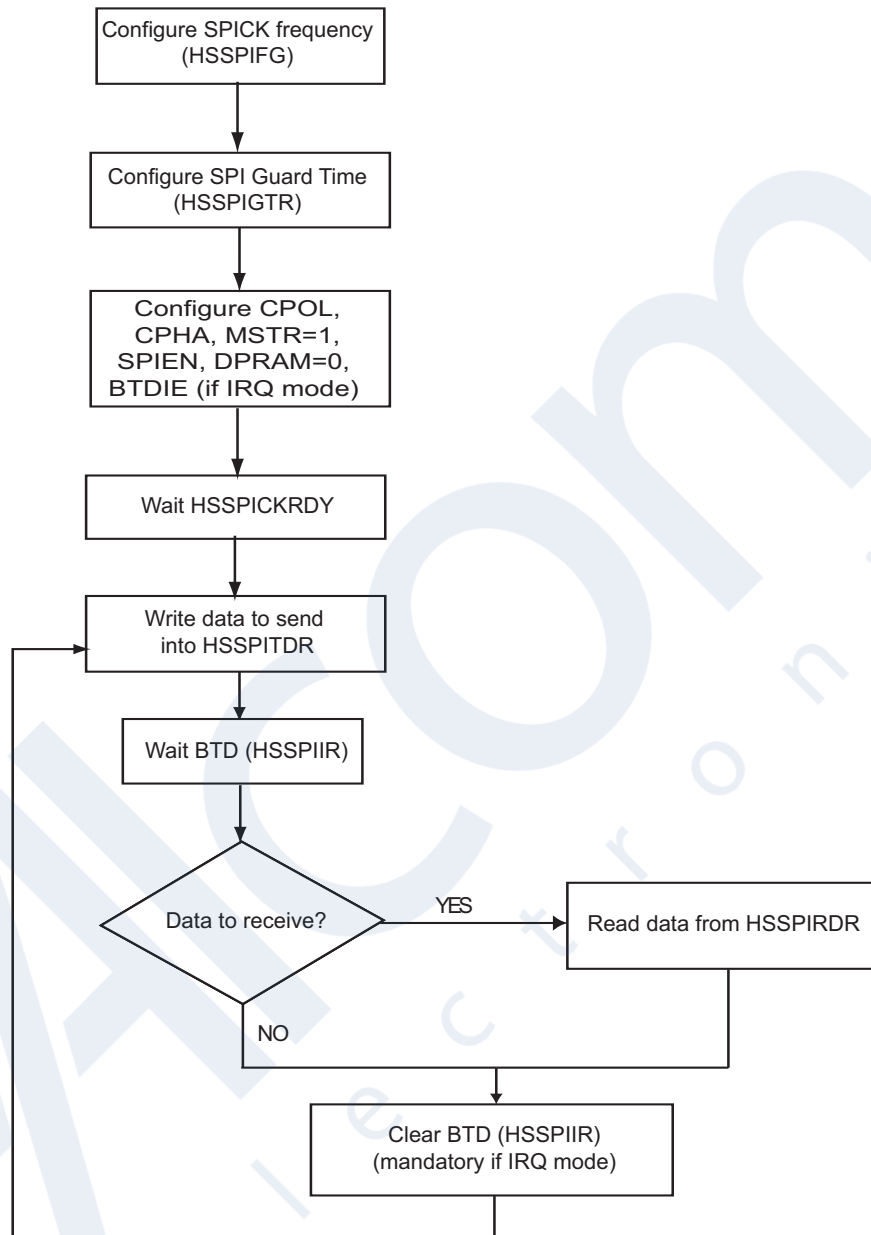 Configure SPICK frequency
(HSSPIFG)
Configure SPI Guard Time
(HSSPIGTR)
Configure CPOL,
CPHA, MSTR=1,
SPIEN, DPRAM=0,
BTDIE (if IRQ mode)
Wait HSSPICKRDY
Write data to send
into HSSPITDR
Wait BTD (HSSPIIR)
Data to receive?
YES
Read data from HSSPIRDR
NO
Clear BTD (HSSPIIR)
(mandatory if IRQ mode)